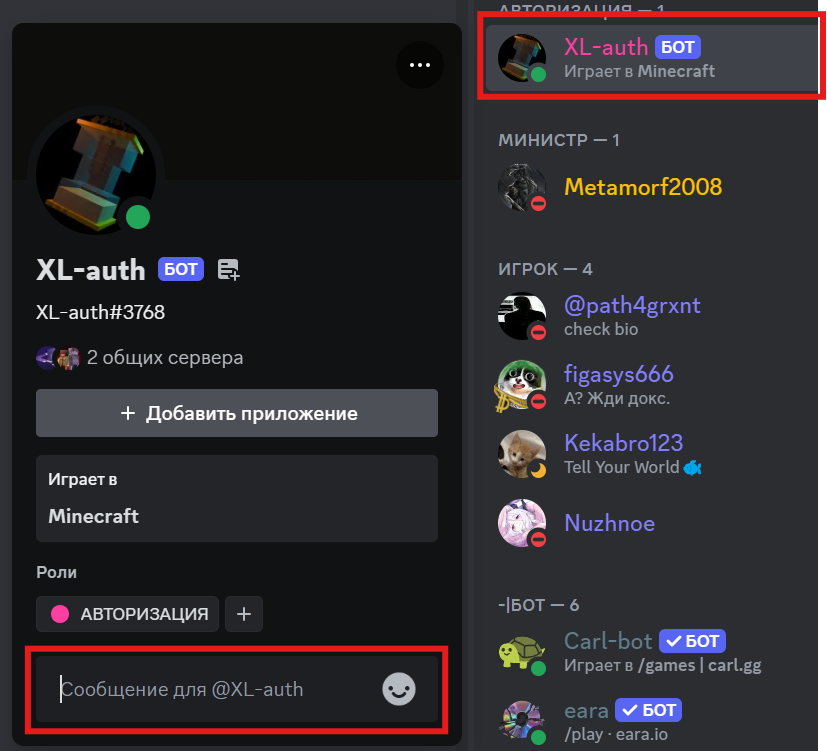 XL-auth БОТ
XL-auth#3768
2 общих сервера
+ Добавить приложение
Играет в
Minecraft
Роли
АВТОРИЗАЦИЯ +
Сообщение для @XL-auth
АВТОРИЗАЦИЯ — 1
XL-auth БОТ
Играет в Minecraft
МИНИСТР — 1
Metamorf2008
ИГРОК — 4
@path4grxnt
check bio
figasys666
А? Жди докс.
Kekabro123
Tell Your World
Nuzhnoe
-|БОТ — 6
Carl-bot БОТ
Играет в /games | carl.gg
eara БОТ
/play · eara.io